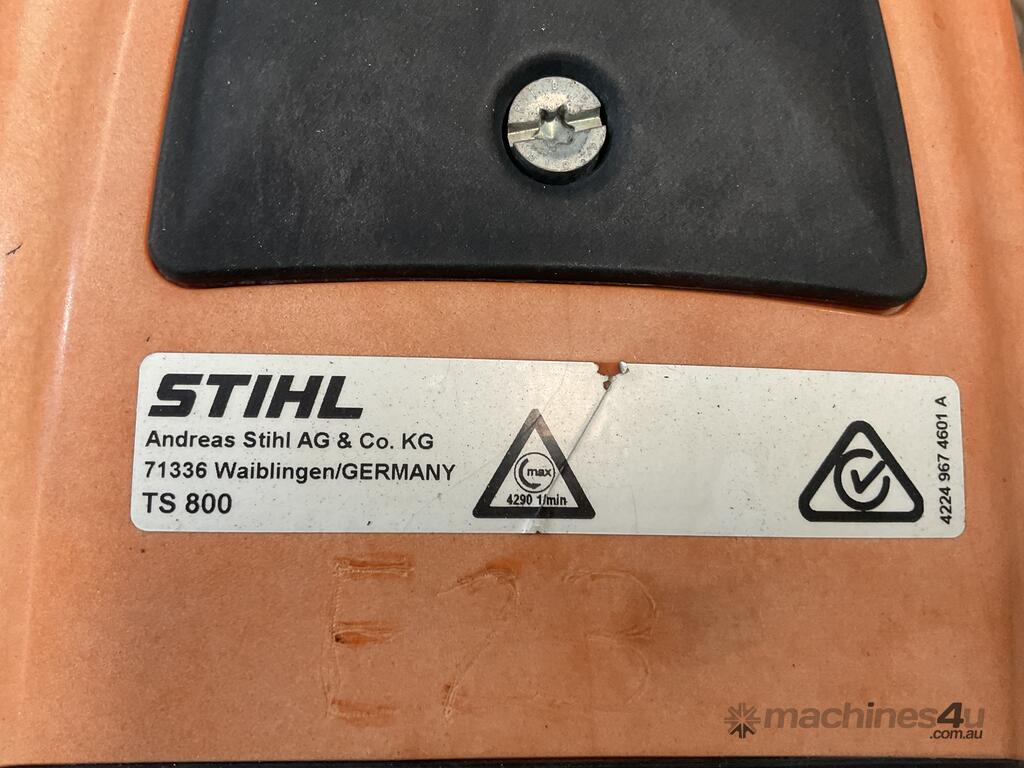 STIHL
Andreas Stihl AG & Co. KG
71336 Waiblingen/GERMANY
TS 800
max
4290 1/min
4224 967 4601 A
machines4u
.com.au